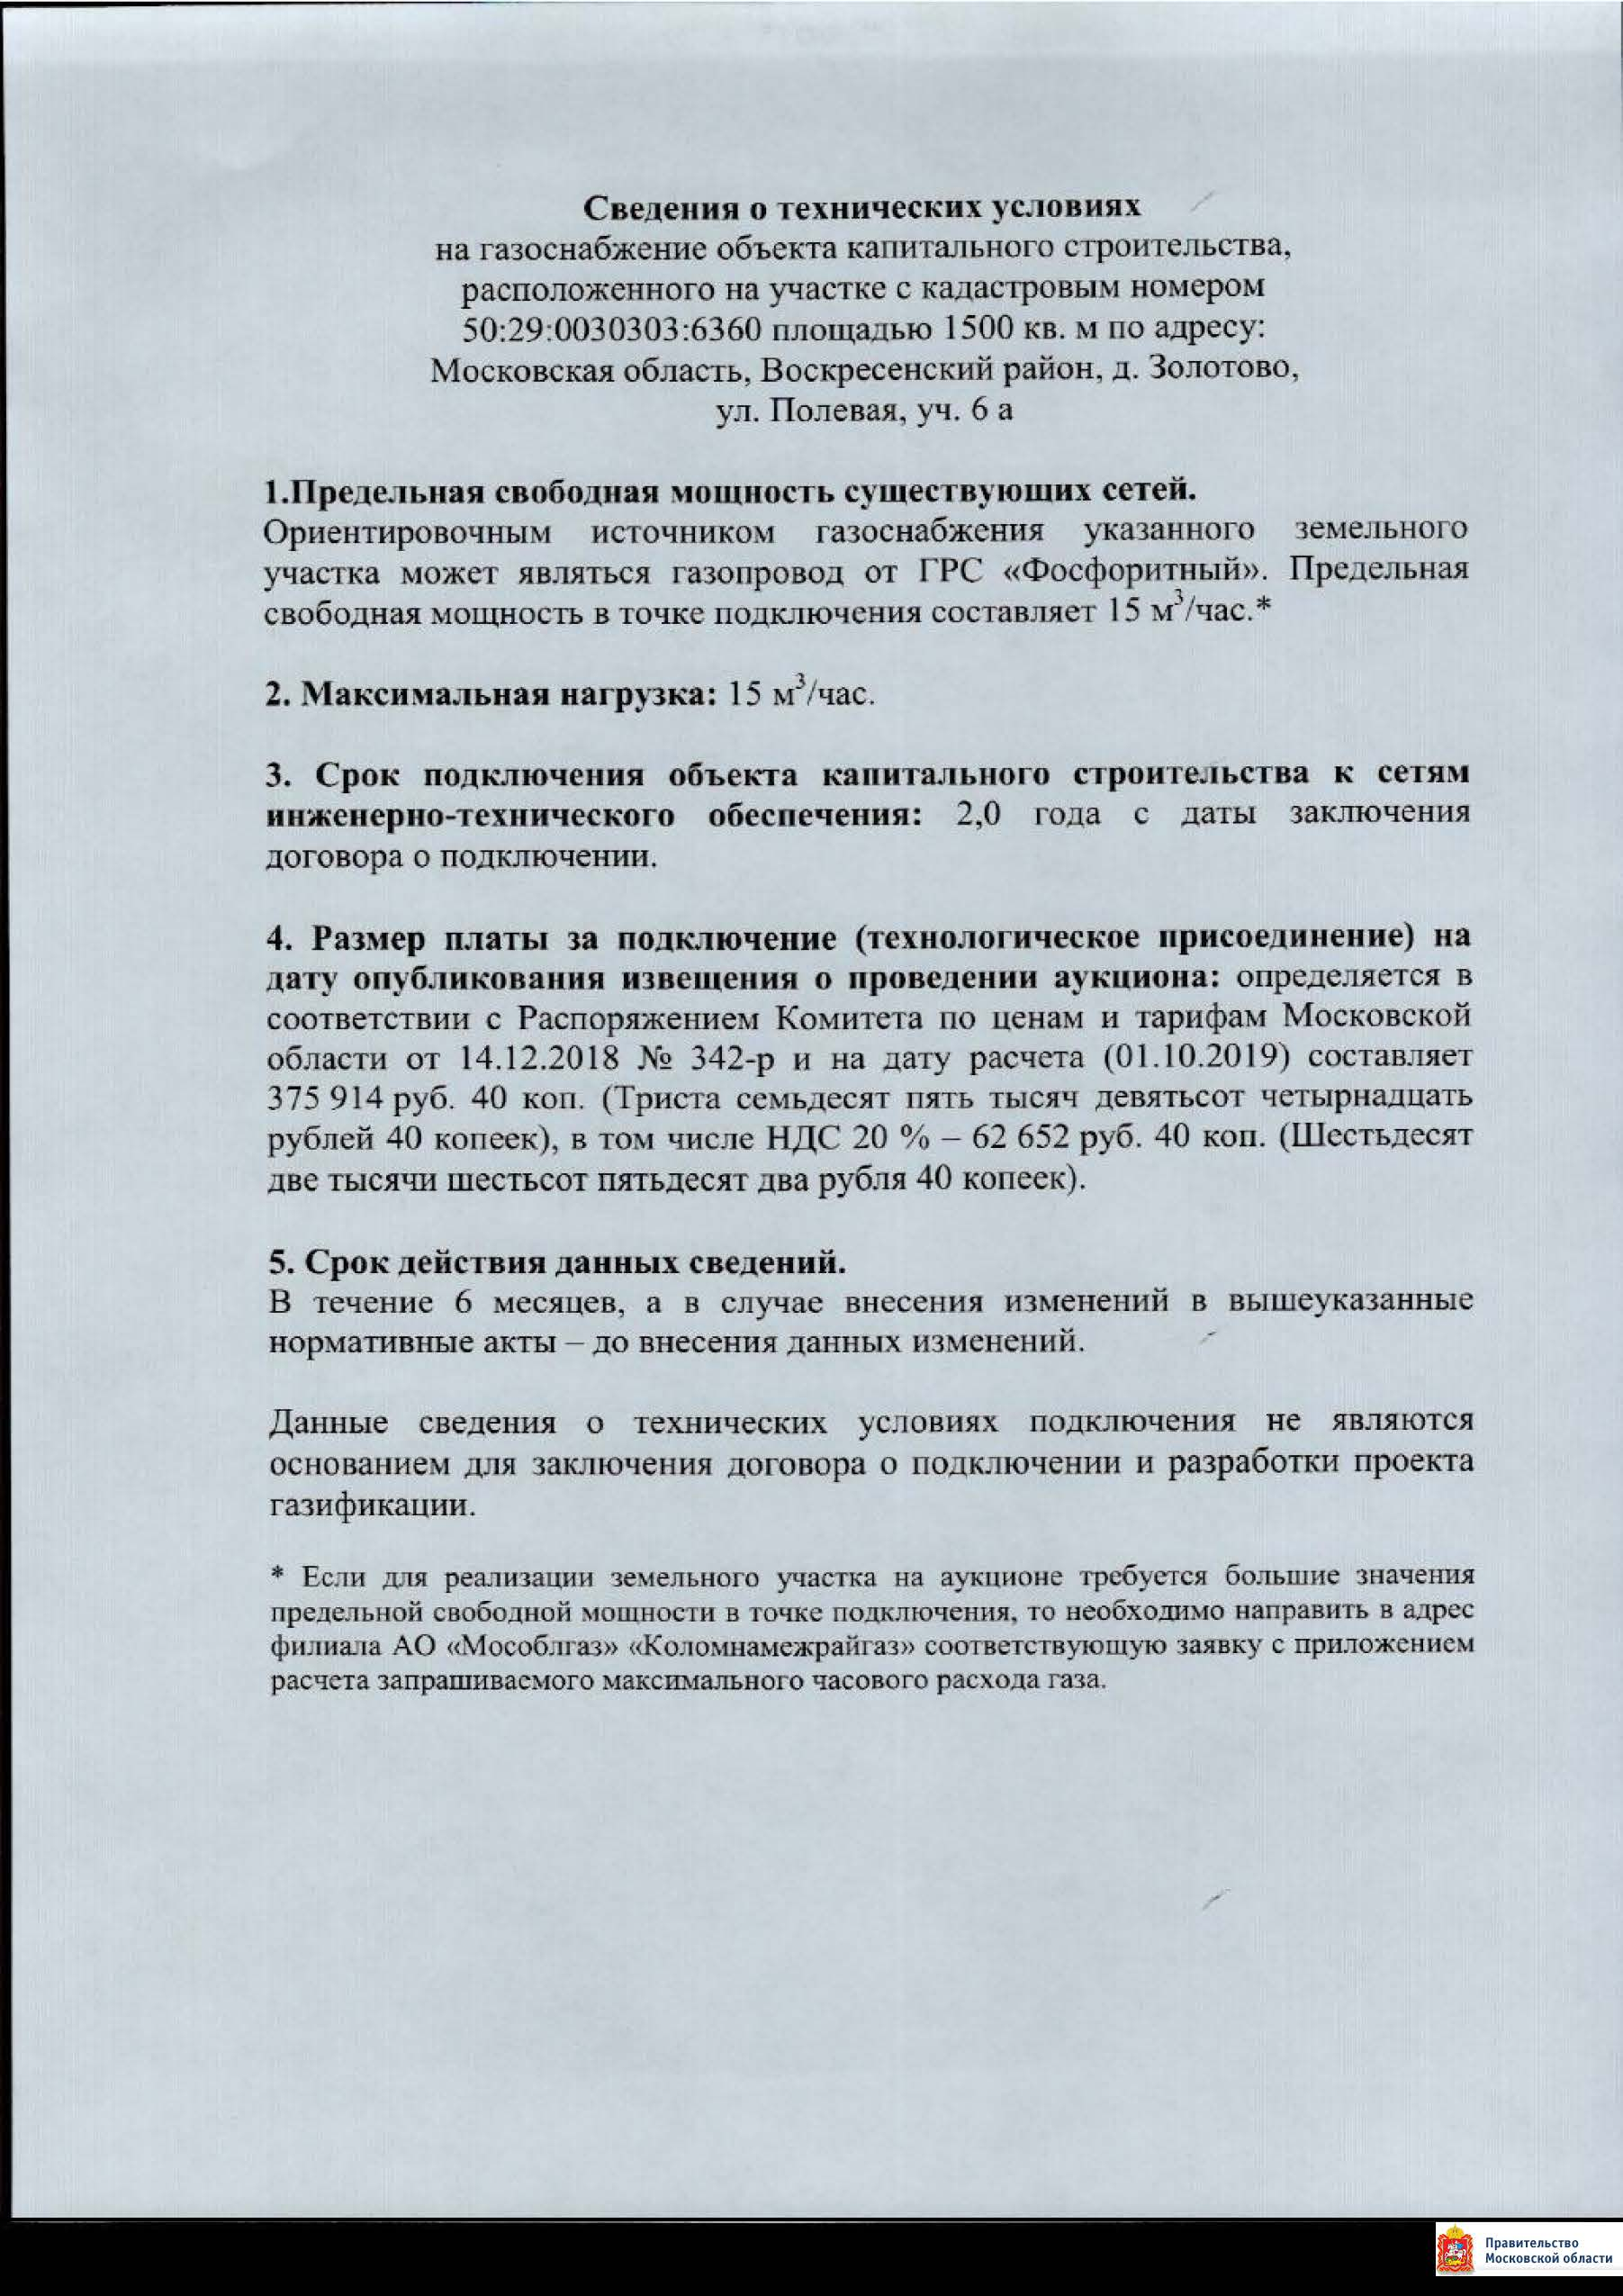 Сведения о технических условиях
на газоснабжение объекта капитального строительства,
расположенного на участке с кадастровым номером
50:29:0030303:6360 площадью 1500 кв. м по адресу:
Московская область, Воскресенский район, д. Золотово,
ул. Полевая, уч. 6 а
1.Предельная свободная мощность существующих сетей.
Ориентировочным источником газоснабжения указанного земельного
участка может являться газопровод от ГРС «Фосфоритный». Предельная
свободная мощность в точке подключения составляет 15 м³/час.*
2. Максимальная нагрузка: 15 м³/час.
3. Срок подключения объекта капитального строительства к сетям
инженерно-технического обеспечения: 2,0 года с даты заключения
договора о подключении.
4. Размер платы за подключение (технологическое присоединение) на
дату опубликования извещения о проведении аукциона: определяется в
соответствии с Распоряжением Комитета по ценам и тарифам Московской
области от 14.12.2018 № 342-р и на дату расчета (01.10.2019) составляет
375 914 руб. 40 коп. (Триста семьдесят пять тысяч девятьсот четырнадцать
рублей 40 копеек), в том числе НДС 20 % – 62 652 руб. 40 коп. (Шестьдесят
две тысячи шестьсот пятьдесят два рубля 40 копеек).
5. Срок действия данных сведений.
В течение 6 месяцев, а в случае внесения изменений в вышеуказанные
нормативные акты – до внесения данных изменений.
Данные сведения о технических условиях подключения не являются
основанием для заключения договора о подключении и разработки проекта
газификации.
* Если для реализации земельного участка на аукционе требуется большие значения
предельной свободной мощности в точке подключения, то необходимо направить в адрес
филиала АО «Мособлгаз» «Коломнамежрайгаз» соответствующую заявку с приложением
расчета запрашиваемого максимального часового расхода газа.
Правительство
Московской области